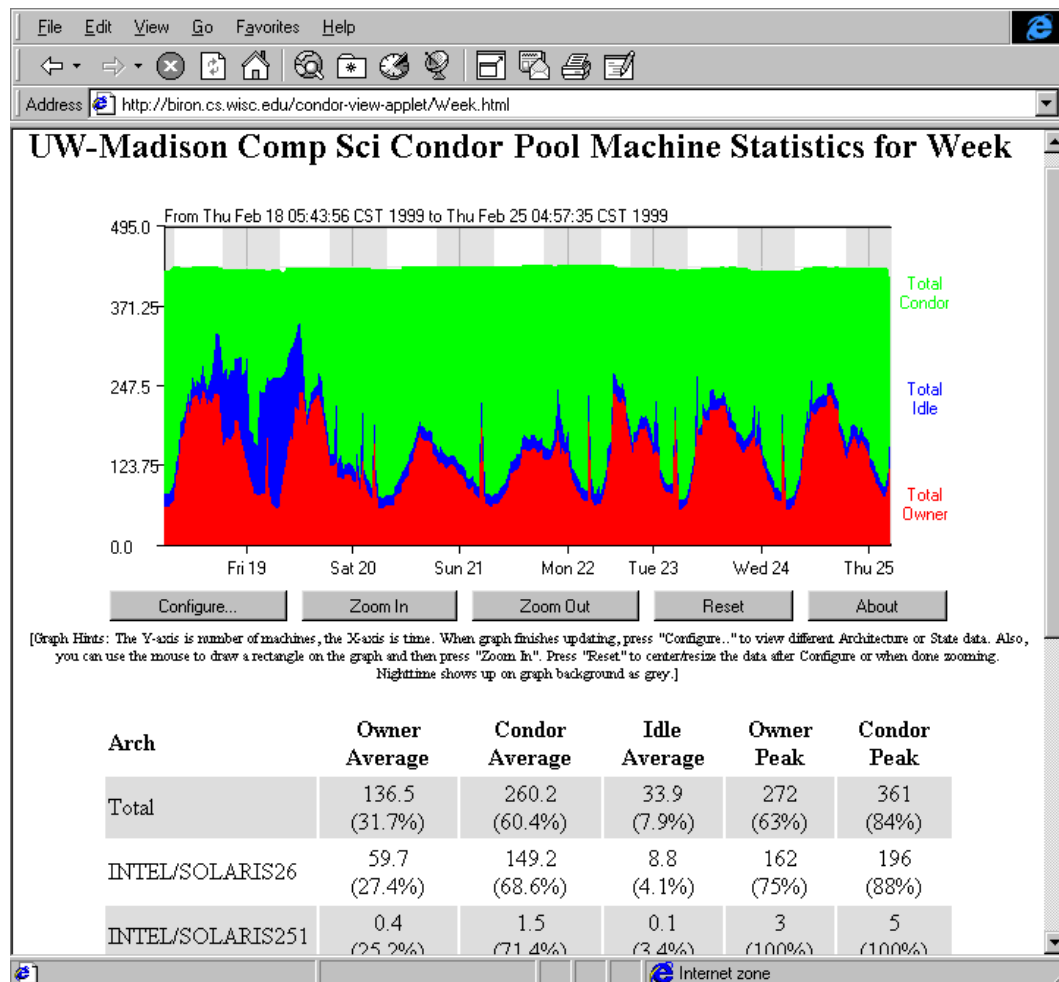 File Edit View Go Favorites Help
Address http://biron.cs.wisc.edu/condor-view-applet/Week.html
UW-Madison Comp Sci Condor Pool Machine Statistics for Week
From Thu Feb 18 05:43:56 CST 1999 to Thu Feb 25 04:57:35 CST 1999
495.0
371.25
247.5
123.75
0.0
Total
Condor
Total
Idle
Total
Owner
Fri 19 Sat 20 Sun 21 Mon 22 Tue 23 Wed 24 Thu 25
Configure... Zoom In Zoom Out Reset About
[Graph Hints: The Y-axis is number of machines, the X-axis is time. When graph finishes updating, press "Configure.." to view different Architecture or State data. Also,
you can use the mouse to draw a rectangle on the graph and then press "Zoom In". Press "Reset" to center/resize the data after Configure or when done zooming.
Nighttime shows up on graph background as grey.]
Arch Owner Average Condor Average Idle Average Owner Peak Condor Peak
Total 136.5 260.2 33.9 272 361
(31.7%) (60.4%) (7.9%) (63%) (84%)
INTEL/SOLARIS26 59.7 149.2 8.8 162 196
(27.4%) (68.6%) (4.1%) (75%) (88%)
INTEL/SOLARIS251 0.4 1.5 0.1 3 5
(25.2%) (71.4%) (3.4%) (100%) (100%)
Internet zone